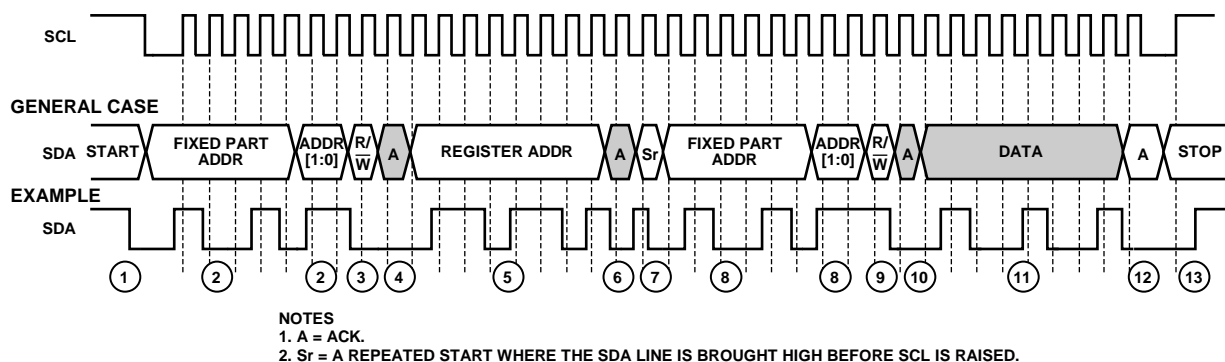 SCL
GENERAL CASE
SDA START FIXED PART ADDR ADDR [1:0] R/W A REGISTER ADDR A Sr FIXED PART ADDR ADDR [1:0] R/W A DATA A STOP
EXAMPLE
SDA
1 2 2 3 4 5 6 7 8 8 9 10 11 12 13
NOTES
1. A = ACK.
2. Sr = A REPEATED START WHERE THE SDA LINE IS BROUGHT HIGH BEFORE SCL IS RAISED.